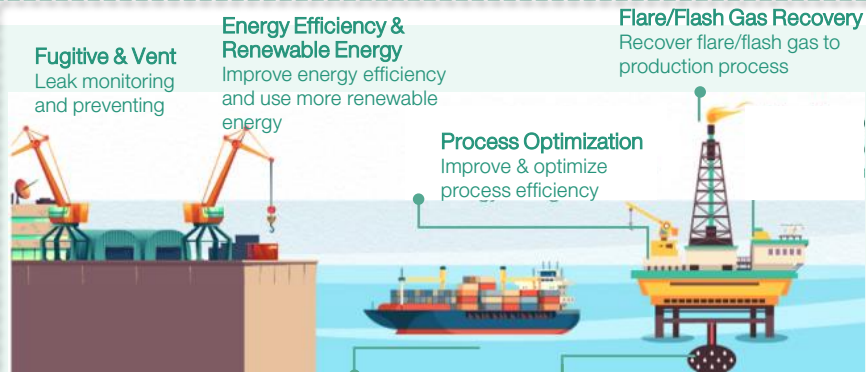 Fugitive & Vent
Leak monitoring
and preventing
Energy Efficiency &
Renewable Energy
Improve energy efficiency
and use more renewable
energy
Process Optimization
Improve & optimize
process efficiency
Flare/Flash Gas Recovery
Recover flare/flash gas to
production process